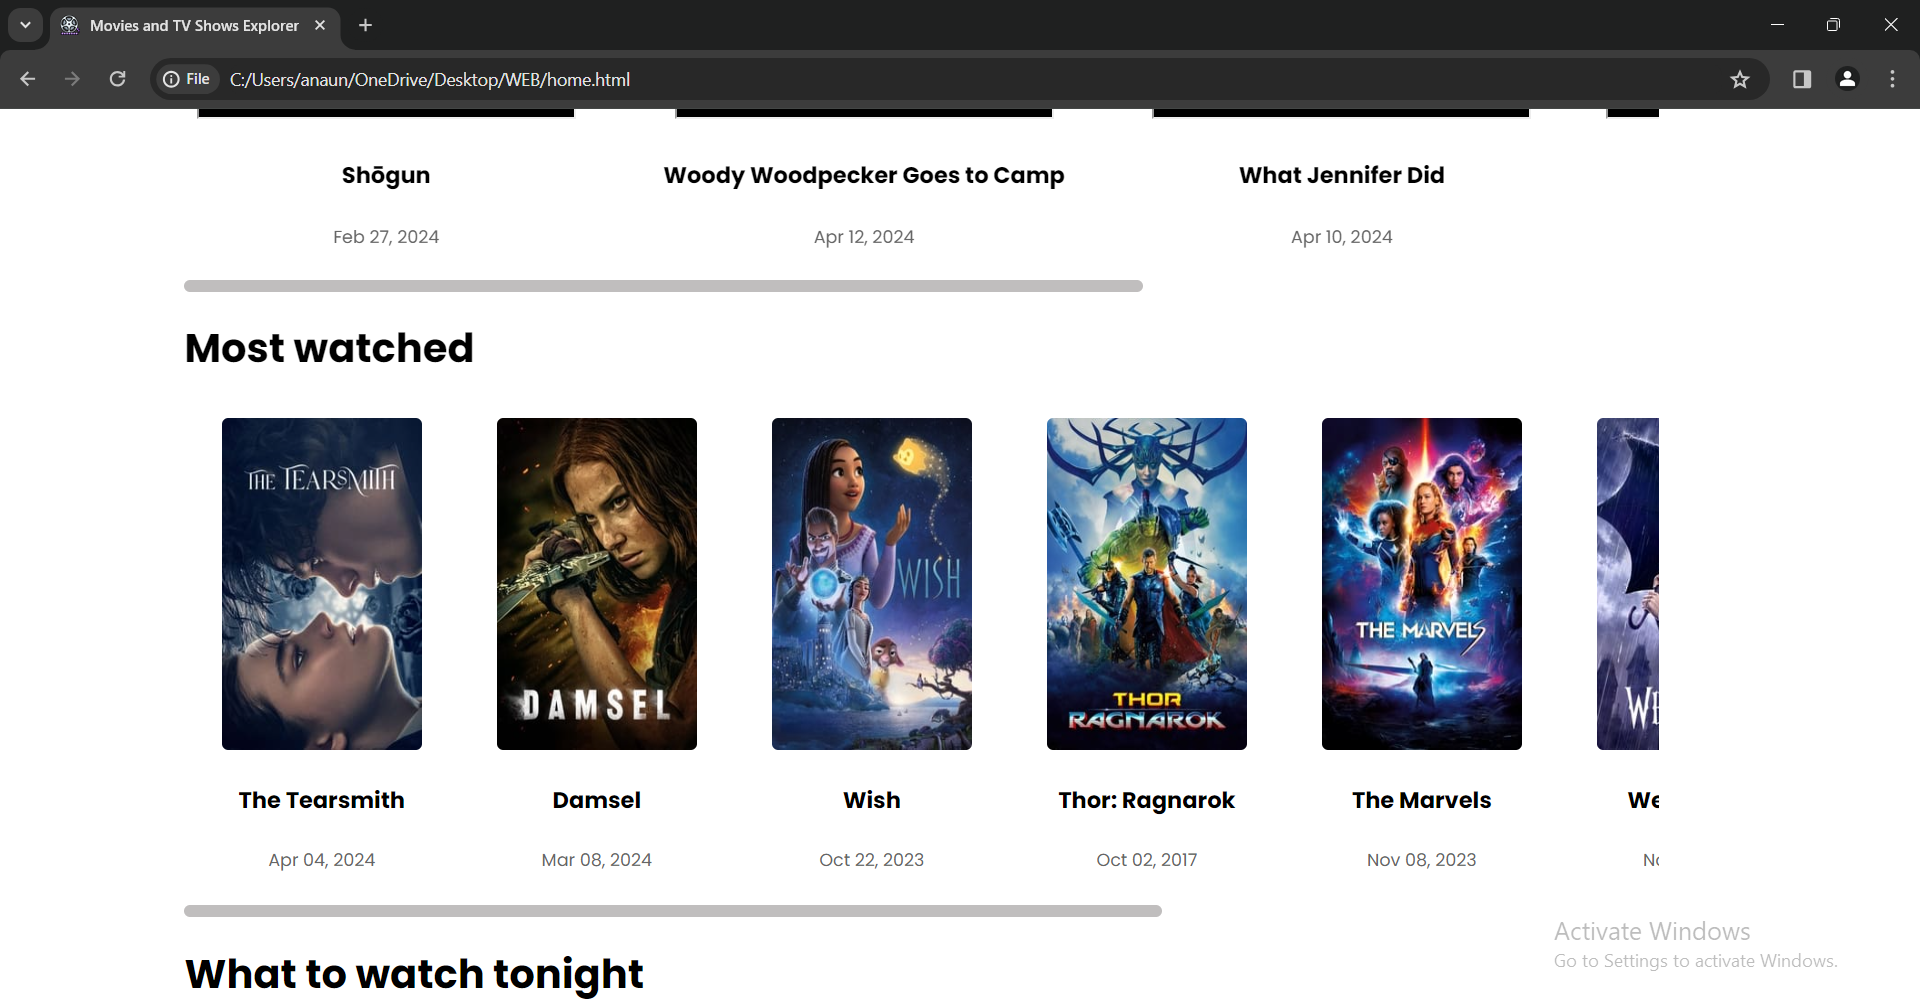 Movies and TV Shows Explorer
File C:/Users/anaun/OneDrive/Desktop/WEB/home.html
Shōgun Woody Woodpecker Goes to Camp What Jennifer Did
Feb 27, 2024 Apr 12, 2024 Apr 10, 2024
Most watched
THE TEARSMITH
DAMSEL
WISH
THOR
RAGNAROK
THE MARVELS
WE
The Tearsmith Damsel Wish Thor: Ragnarok The Marvels We
Apr 04, 2024 Mar 08, 2024 Oct 22, 2023 Oct 02, 2017 Nov 08, 2023 No
What to watch tonight
Activate Windows
Go to Settings to activate Windows.